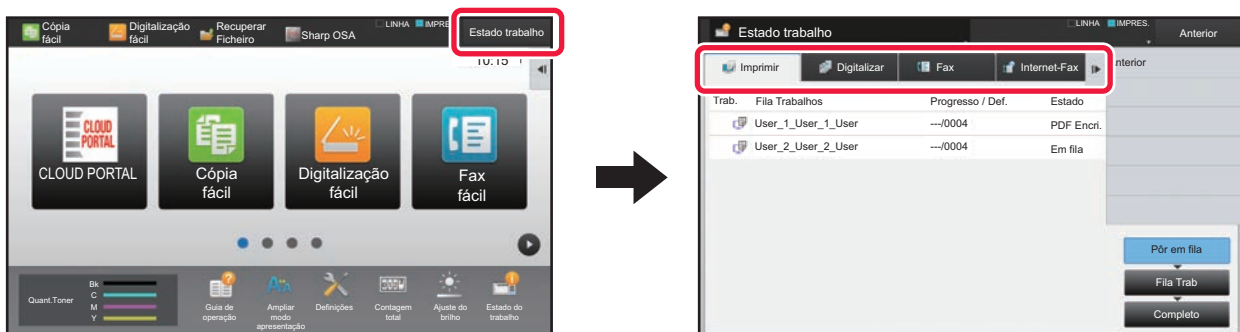 Cópia
fácil
Digitalização
fácil
Recuperar
Ficheiro
Sharp OSA
LINHA
IMPRE
Estado trabalho
10:15
CLOUD
PORTAL
CLOUD PORTAL
Cópia
fácil
Digitalização
fácil
Fax
fácil
Quant.Toner
Bk
C
M
Y
Guia de
operação
Ampliar
modo
apresentação
Definições
Contagem
total
Ajuste do
brilho
Estado do
trabalho
Estado trabalho
LINHA
IMPRES.
Anterior
Imprimir
Digitalizar
Fax
Internet-Fax
nterior
Trab.
Fila Trabalhos
Progresso / Def.
Estado
User_1_User_1_User
---/0004
PDF Encri.
User_2_User_2_User
---/0004
Em fila
Pôr em fila
Fila Trab
Completo